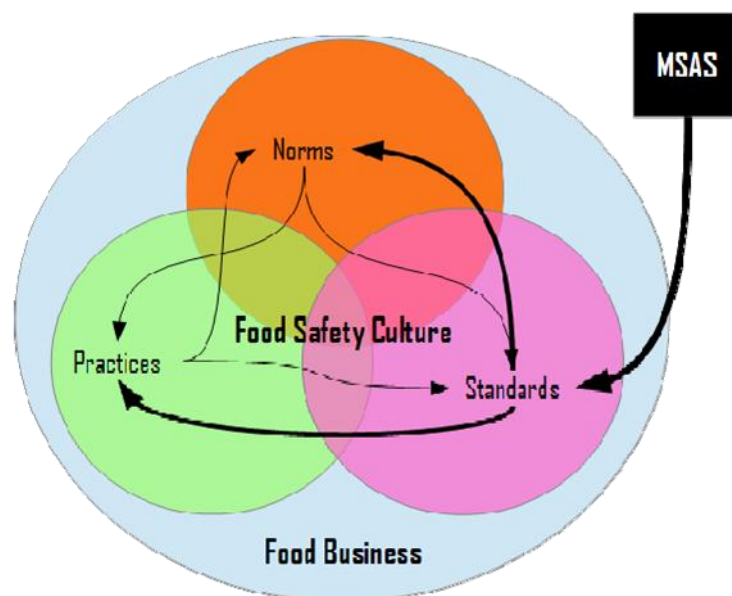 MSAS
Norms
Food Safety Culture
Practices
Standards
Food Business